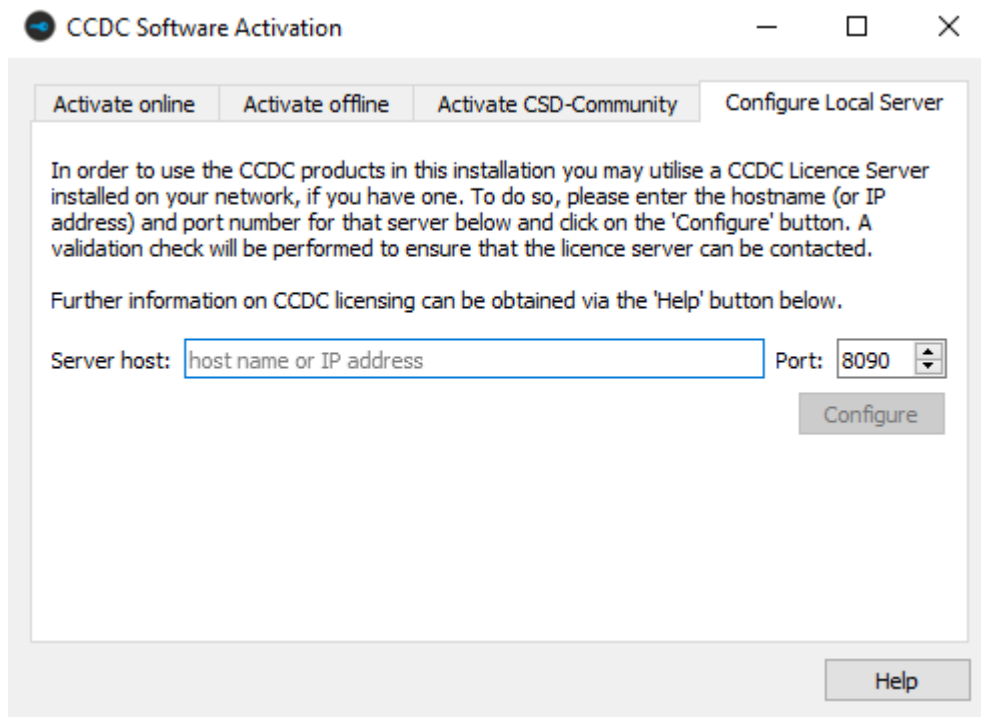 CCDC Software Activation
Activate online
Activate offline
Activate CSD-Community
Configure Local Server
In order to use the CCDC products in this installation you may utilise a CCDC Licence Server
installed on your network, if you have one. To do so, please enter the hostname (or IP
address) and port number for that server below and click on the 'Configure' button. A
validation check will be performed to ensure that the licence server can be contacted.
Further information on CCDC licensing can be obtained via the 'Help' button below.
Server host: host name or IP address Port: 8090
Configure
Help